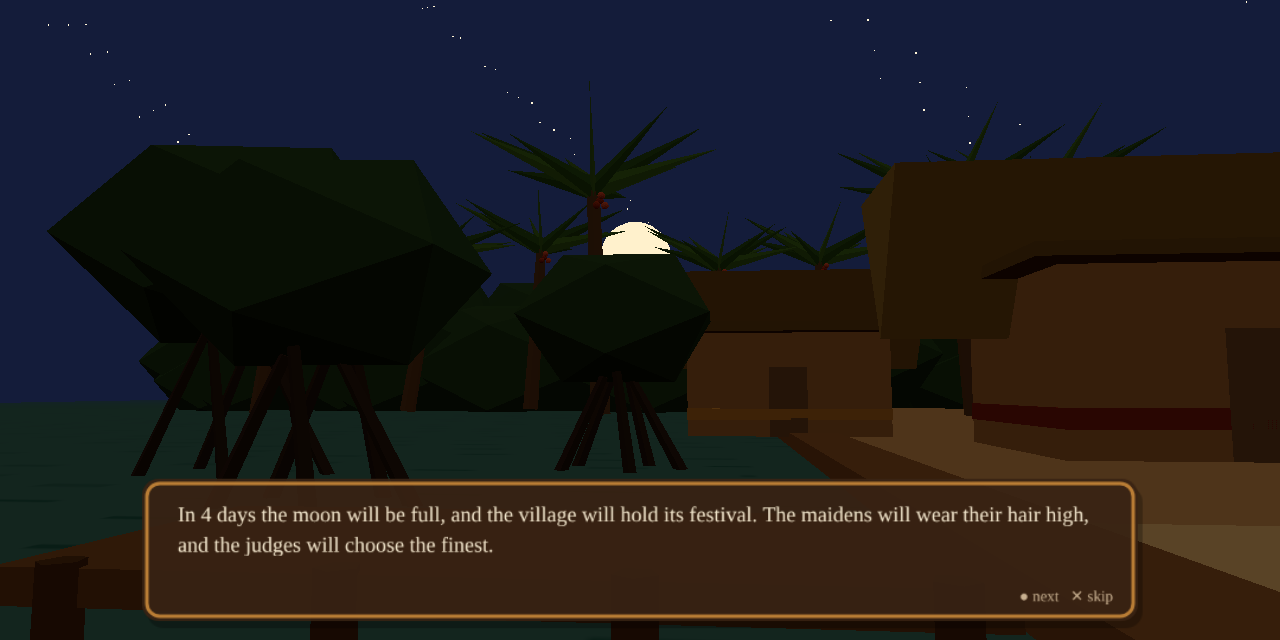 In 4 days the moon will be full, and the village will hold its festival. The maidens will wear their hair high,
and the judges will choose the finest.
● next ✕ skip